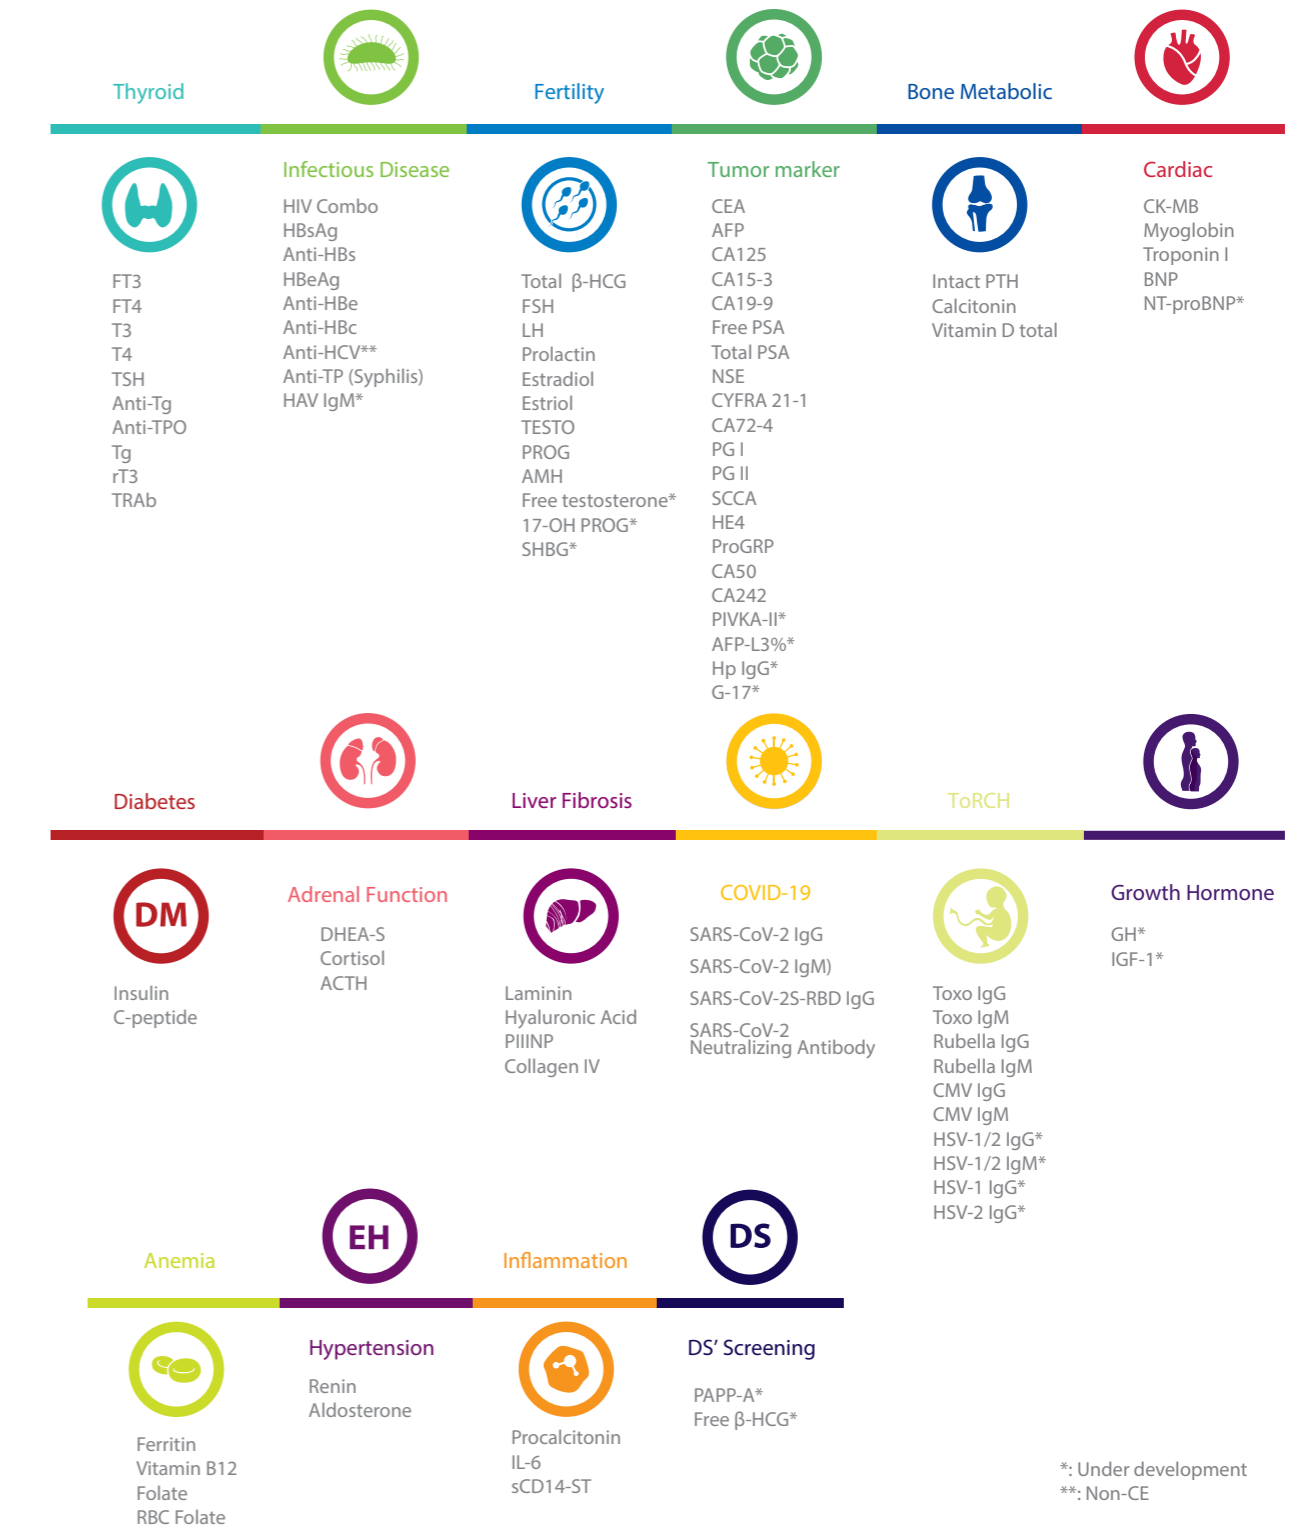 Thyroid
FT3
FT4
T3
T4
TSH
Anti-Tg
Anti-TPO
Tg
rT3
TRAb
Infectious Disease
HIV Combo
HBsAg
Anti-HBs
HBeAg
Anti-HBe
Anti-HBc
Anti-HCV**
Anti-TP (Syphilis)
HAV IgM*
Fertility
Total β-HCG
FSH
LH
Prolactin
Estradiol
Estriol
TESTO
PROG
AMH
Free testosterone*
17-OH PROG*
SHBG*
Tumor marker
CEA
AFP
CA125
CA15-3
CA19-9
Free PSA
Total PSA
NSE
CYFRA 21-1
CA72-4
PG I
PG II
SCCA
HE4
ProGRP
CA50
CA242
PIVKA-II*
AFP-L3%*
Hp IgG*
G-17*
Bone Metabolic
Intact PTH
Calcitonin
Vitamin D total
Cardiac
CK-MB
Myoglobin
Troponin I
BNP
NT-proBNP*
Diabetes
DM
Insulin
C-peptide
Adrenal Function
DHEA-S
Cortisol
ACTH
Liver Fibrosis
Laminin
Hyaluronic Acid
PIIINP
Collagen IV
COVID-19
SARS-CoV-2 IgG
SARS-CoV-2 IgM)
SARS-CoV-2S-RBD IgG
SARS-CoV-2
Neutralizing Antibody
ToRCH
Toxo IgG
Toxo IgM
Rubella IgG
Rubella IgM
CMV IgG
CMV IgM
HSV-1/2 IgG*
HSV-1/2 IgM*
HSV-1 IgG*
HSV-2 IgG*
Growth Hormone
GH*
IGF-1*
Anemia
Ferritin
Vitamin B12
Folate
RBC Folate
EH
Hypertension
Renin
Aldosterone
Inflammation
Procalcitonin
IL-6
sCD14-ST
DS
DS’ Screening
PAPP-A*
Free β-HCG*
*: Under development
**: Non-CE